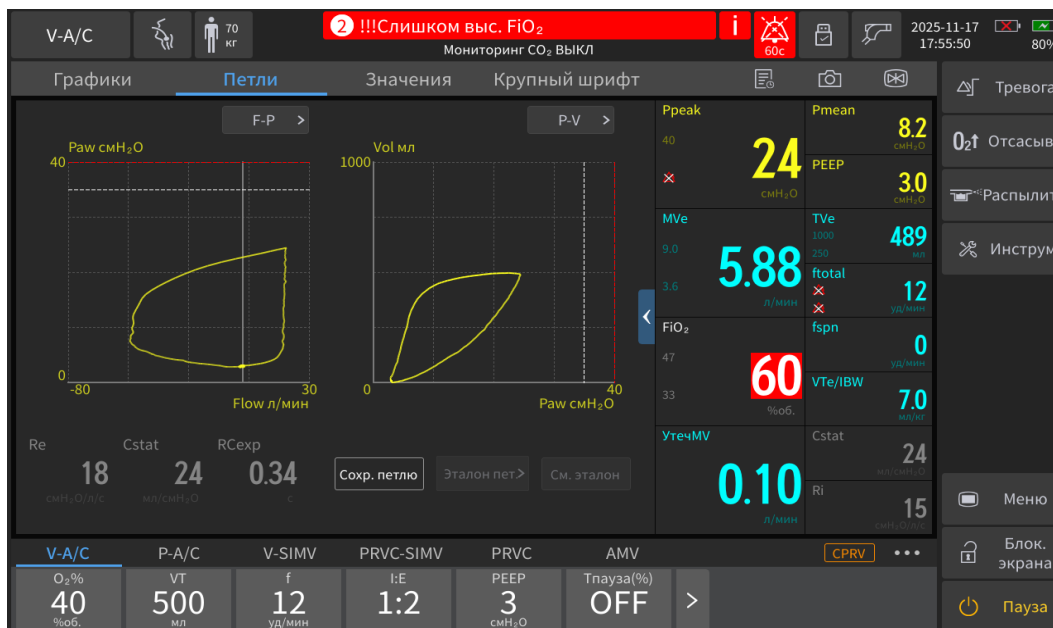 V-A/C
70
кг
2 !!!Слишком выс. FiO₂
Мониторинг CO₂ ВЫКЛ
i
60с
2025-11-17
17:55:50
80%
Графики
Петли
Значения
Крупный шрифт
Тревога
O₂↑ Отсасыв
Распылит
Инструм
Меню
Блок.
экрана
Пауза
F-P >
Paw смH₂O
40
0
-80
30
Flow л/мин
P-V >
Vol мл
1000
0
40
Paw смH₂O
Ppeak
40
24
смH₂O
Pmean
8.2
смH₂O
PEEP
3.0
смH₂O
MVe
9.0
3.6
5.88
л/мин
TVe
1000
250
489
мл
ftotal
12
уд/мин
FiO₂
47
33
60
%об.
fspn
0
уд/мин
VTe/IBW
7.0
мл/кг
УтечMV
0.10
л/мин
Cstat
24
мл/смH₂O
Ri
15
смH₂O/л/с
Re
18
смH₂O/л/с
Cstat
24
мл/смH₂O
RCexp
0.34
с
Сохр. петлю
Эталон пет.>
См. эталон
V-A/C
P-A/C
V-SIMV
PRVC-SIMV
PRVC
AMV
CPRV
O₂%
40
%об.
VT
500
мл
f
12
уд/мин
I:E
1:2
PEEP
3
смH₂O
Tпауза(%)
OFF
>